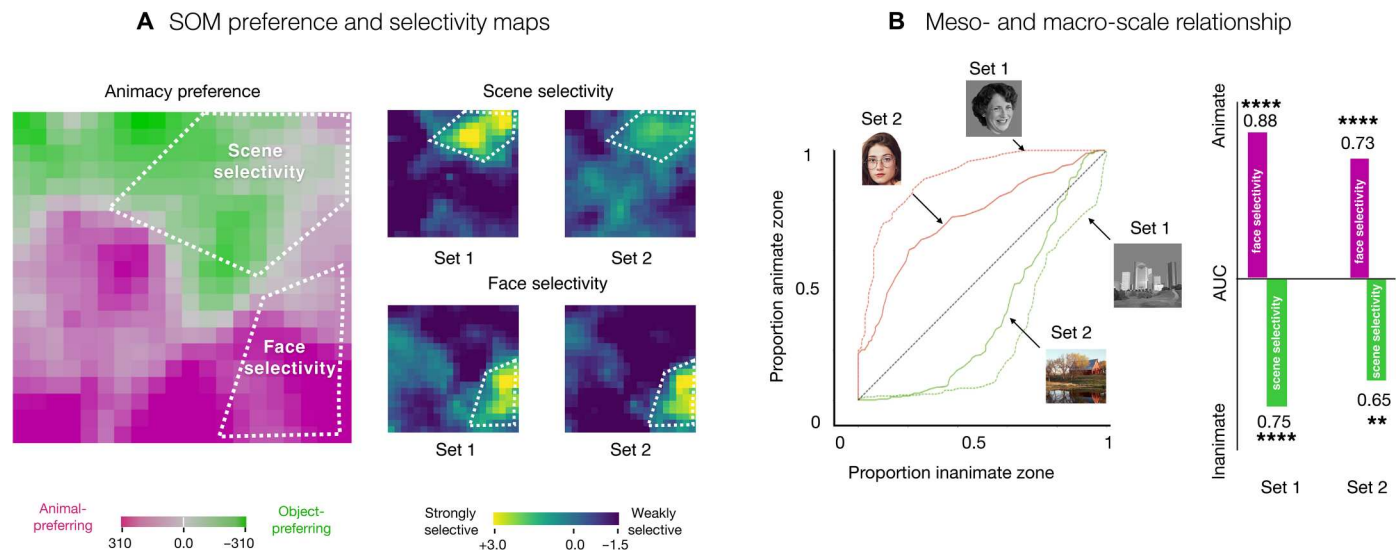 A SOM preference and selectivity maps
Animacy preference
Scene
selectivity
Face
selectivity
Animal-
preferring
310 0.0 −310
Object-
preferring
Scene selectivity
Set 1 Set 2
Face selectivity
Set 1 Set 2
Strongly
selective
+3.0 0.0 −1.5
Weakly
selective
B Meso- and macro-scale relationship
Set 1
Set 2
Set 1
Set 2
Proportion animate zone
1
0.5
0
0 0.5 1
Proportion inanimate zone
Animate
AUC
Inanimate
****
0.88
face selectivity
****
0.73
face selectivity
scene selectivity
0.75
****
scene selectivity
0.65
**
Set 1 Set 2